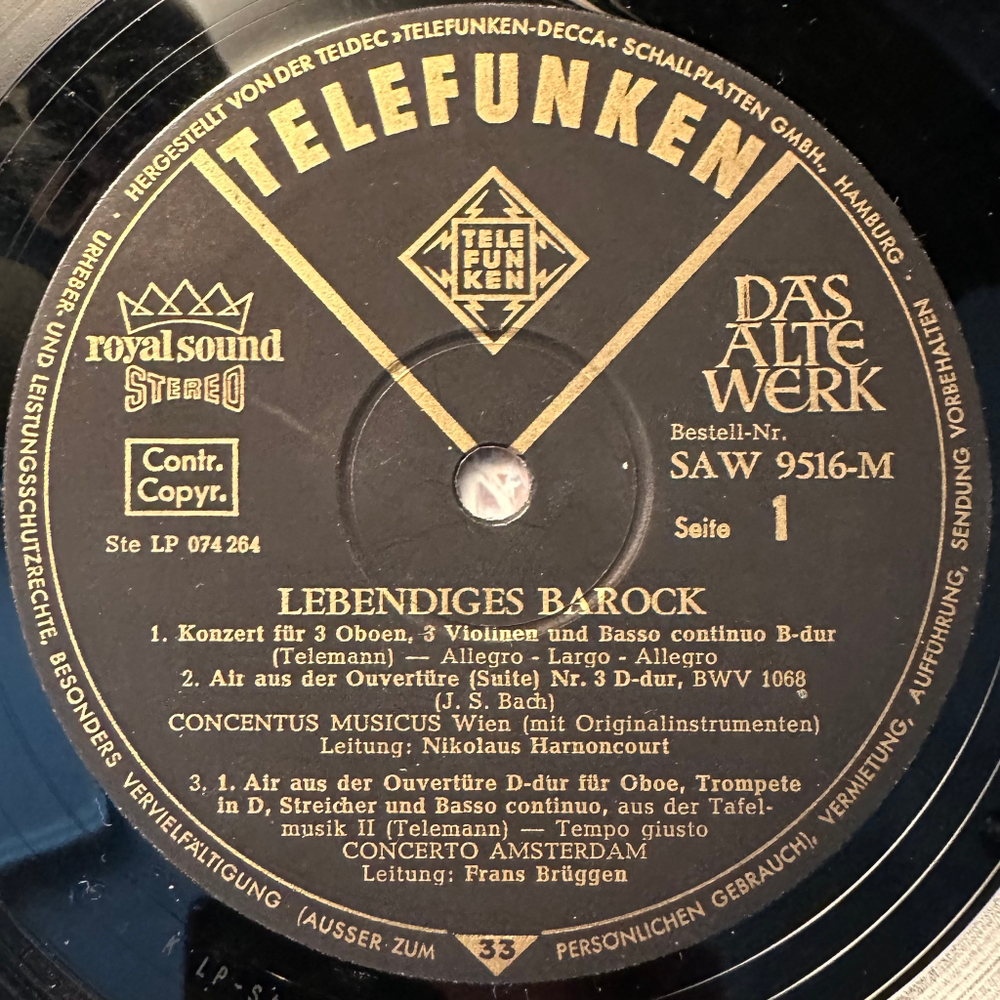 HERGESTELLT VON DER TELDEC »TELEFUNKEN-DECCA« SCHALLPLATTEN GMBH., HAMBURG ·
TELEFUNKEN
TELE
FUN
KEN
royal sound
STEREO
DAS
ALTE
WERK
Contr.
Copyr.
Bestell-Nr.
SAW 9516-M
Ste LP 074264
Seite 1
LEBENDIGES BAROCK
1. Konzert für 3 Oboen, 3 Violinen und Basso continuo B-dur
(Telemann) — Allegro - Largo - Allegro
2. Air aus der Ouvertüre (Suite) Nr. 3 D-dur, BWV 1068
(J. S. Bach)
CONCENTUS MUSICUS Wien (mit Originalinstrumenten)
Leitung: Nikolaus Harnoncourt
3. 1. Air aus der Ouvertüre D-dur für Oboe, Trompete
in D, Streicher und Basso continuo, aus der Tafel-
musik II (Telemann) — Tempo giusto
CONCERTO AMSTERDAM
Leitung: Frans Brüggen
33
· URHEBER- UND LEISTUNGSSCHUTZRECHTE, BESONDERS VERVIELFÄLTIGUNG (AUSSER ZUM PERSÖNLICHEN GEBRAUCH), VERMIETUNG, AUFFÜHRUNG, SENDUNG VORBEHALTEN